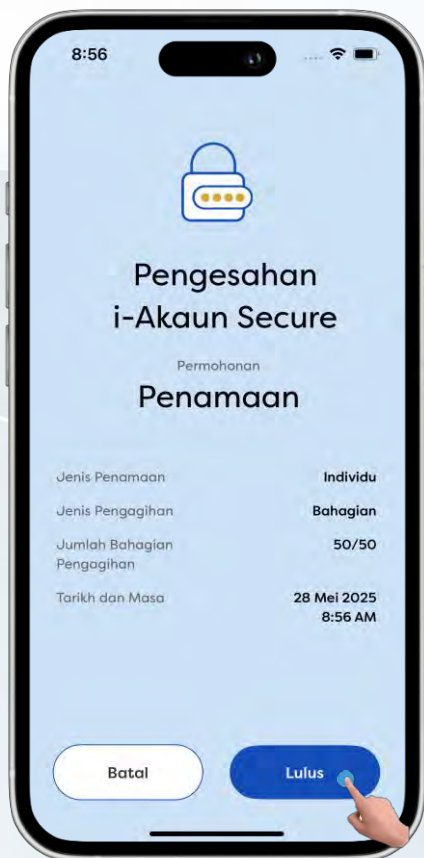 8:56
Pengesahan
i-Akaun Secure
Permohonan
Penamaan
Jenis Penamaan Individu
Jenis Pengagihan Bahagian
Jumlah Bahagian 50/50
Pengagihan
Tarikh dan Masa 28 Mei 2025
8:56 AM
Batal Lulus